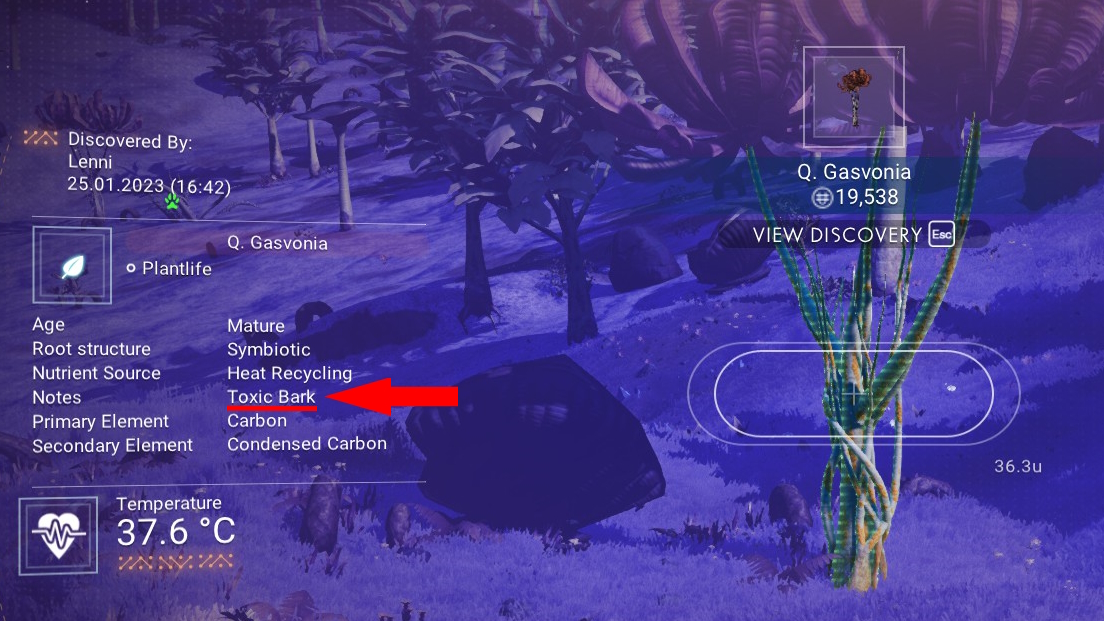 Discovered By:
Lenni
25.01.2023 (16:42)
Q. Gasvonia
Plantlife
Age Mature
Root structure Symbiotic
Nutrient Source Heat Recycling
Notes Toxic Bark
Primary Element Carbon
Secondary Element Condensed Carbon
Temperature
37.6 °C
Q. Gasvonia
19,538
VIEW DISCOVERY Esc
36.3u